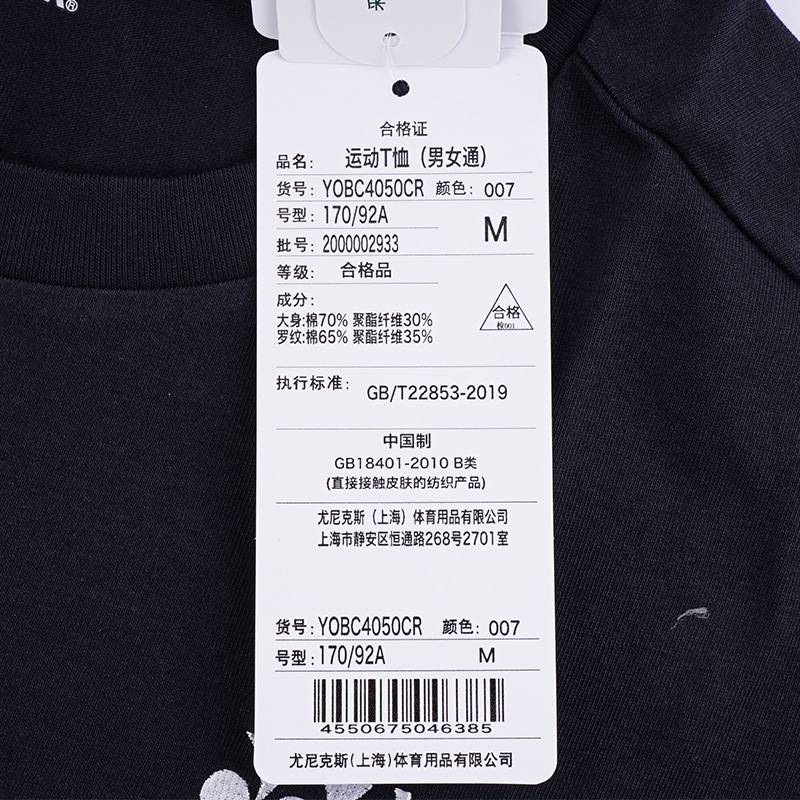 合格证
品名： 运动T恤（男女通）
货号：YOBC4050CR 颜色：007
号型：170/92A
M
批号：2000002933
等级： 合格品
成分：
大身:棉70% 聚酯纤维30%
罗纹:棉65% 聚酯纤维35%
合格
检001
执行标准： GB/T22853-2019
中国制
GB18401-2010 B类
(直接接触皮肤的纺织产品)
尤尼克斯（上海）体育用品有限公司
上海市静安区恒通路268号2701室
货号：YOBC4050CR 颜色：007
号型：170/92A M
4550675046385
尤尼克斯(上海)体育用品有限公司